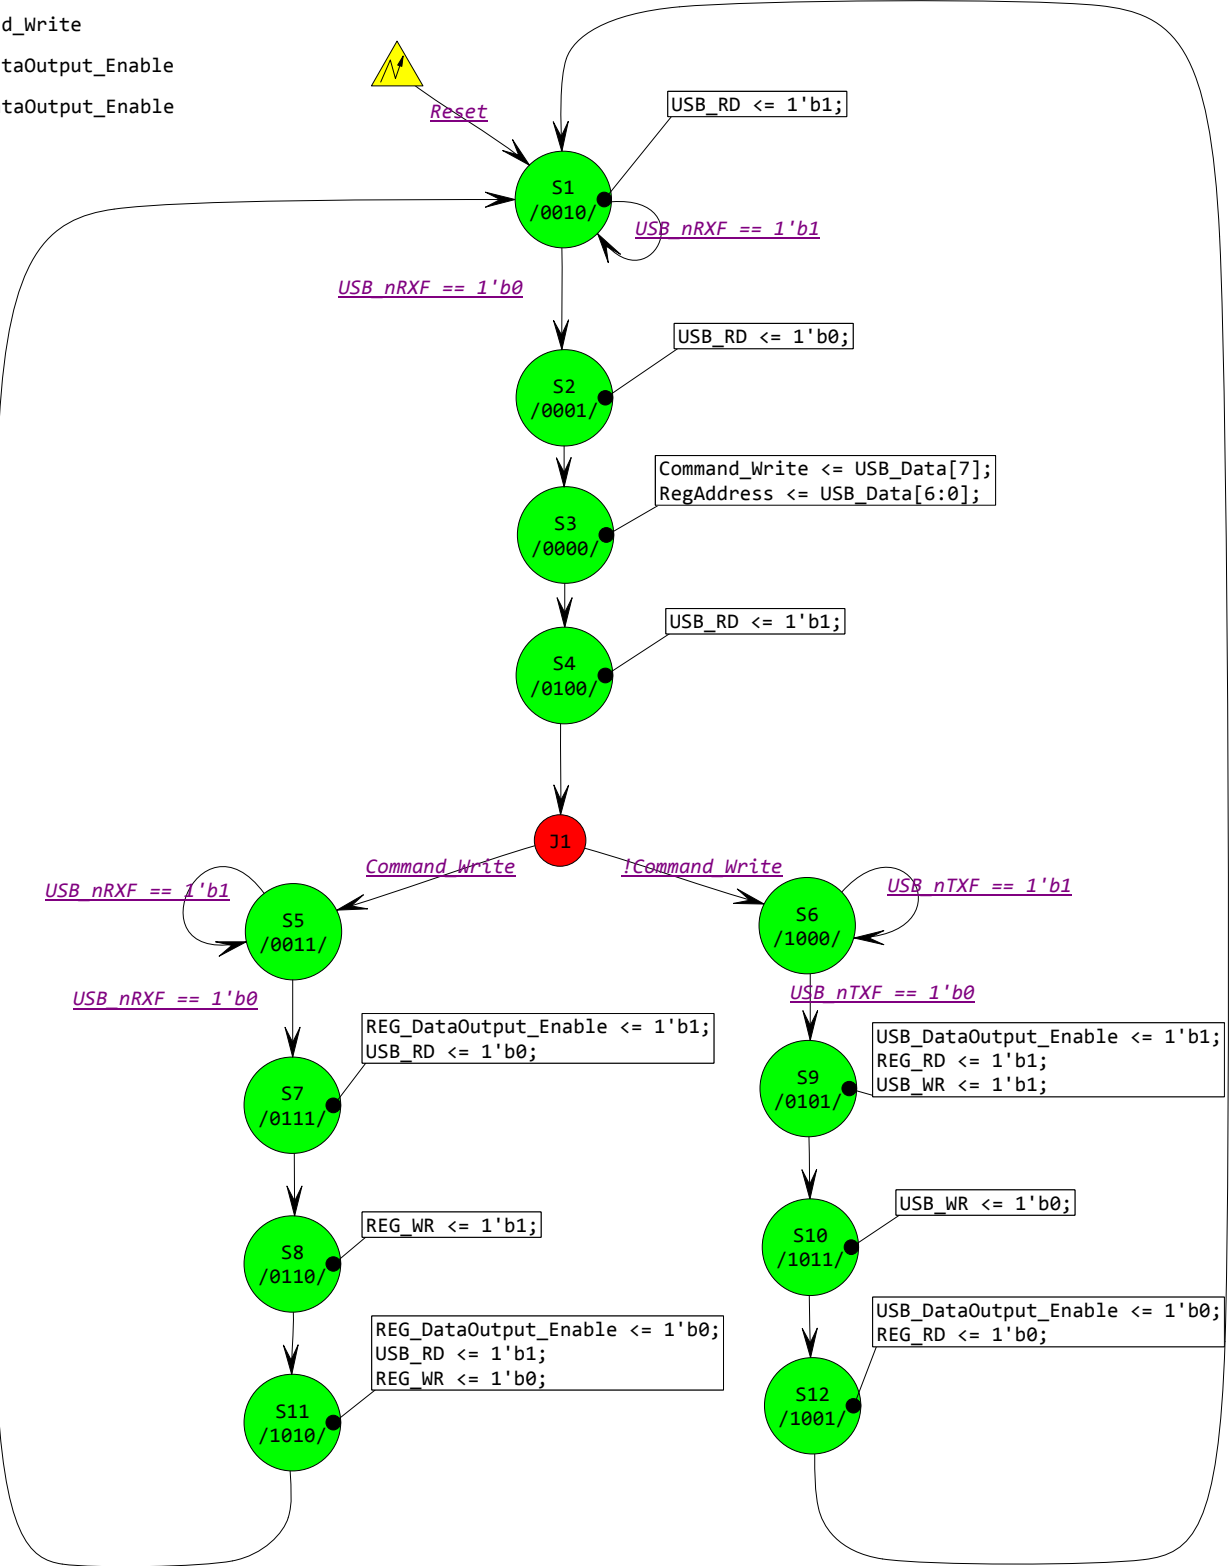 d_Write
taOutput_Enable
taOutput_Enable
Reset
USB_RD <= 1'b1;
S1
/0010/
USB_nRXF == 1'b1
USB_nRXF == 1'b0
USB_RD <= 1'b0;
S2
/0001/
Command_Write <= USB_Data[7];
RegAddress <= USB_Data[6:0];
S3
/0000/
USB_RD <= 1'b1;
S4
/0100/
J1
Command_Write
!Command_Write
USB_nRXF == 1'b1
USB_nTXF == 1'b1
S5
/0011/
S6
/1000/
USB_nRXF == 1'b0
USB_nTXF == 1'b0
REG_DataOutput_Enable <= 1'b1;
USB_RD <= 1'b0;
USB_DataOutput_Enable <= 1'b1;
REG_RD <= 1'b1;
USB_WR <= 1'b1;
S7
/0111/
S9
/0101/
REG_WR <= 1'b1;
USB_WR <= 1'b0;
S8
/0110/
S10
/1011/
REG_DataOutput_Enable <= 1'b0;
USB_RD <= 1'b1;
REG_WR <= 1'b0;
USB_DataOutput_Enable <= 1'b0;
REG_RD <= 1'b0;
S11
/1010/
S12
/1001/